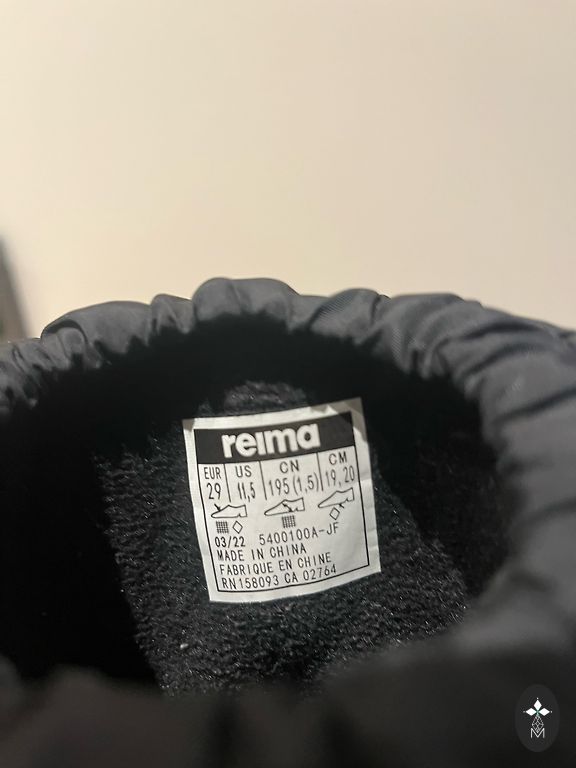 reima
EUR US CN CM
29 11,5 195(1,5) 19,20
03/22 5400100A-JF
MADE IN CHINA
FABRIQUE EN CHINE
RN158093 CA 02764
M